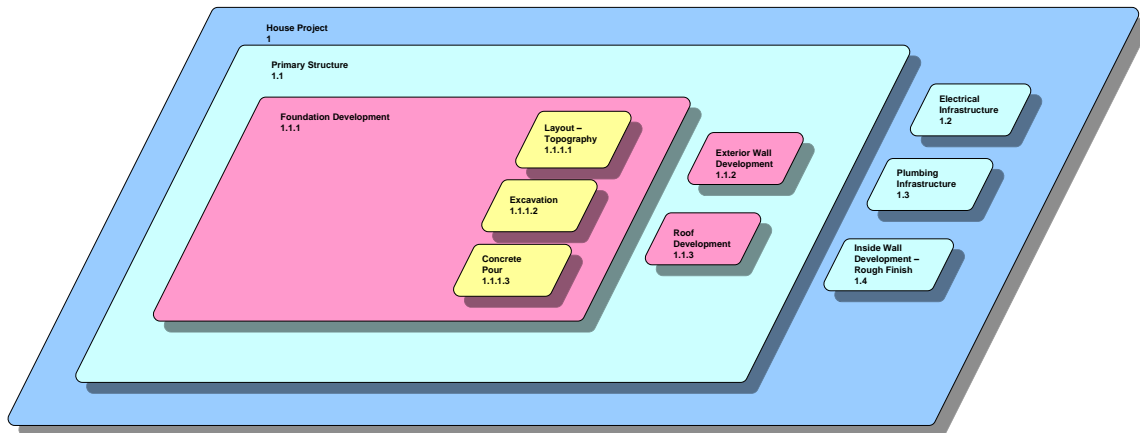 House Project
1
Primary Structure
1.1
Foundation Development
1.1.1
Layout –
Topography
1.1.1.1
Excavation
1.1.1.2
Concrete
Pour
1.1.1.3
Exterior Wall
Development
1.1.2
Roof
Development
1.1.3
Electrical
Infrastructure
1.2
Plumbing
Infrastructure
1.3
Inside Wall
Development –
Rough Finish
1.4